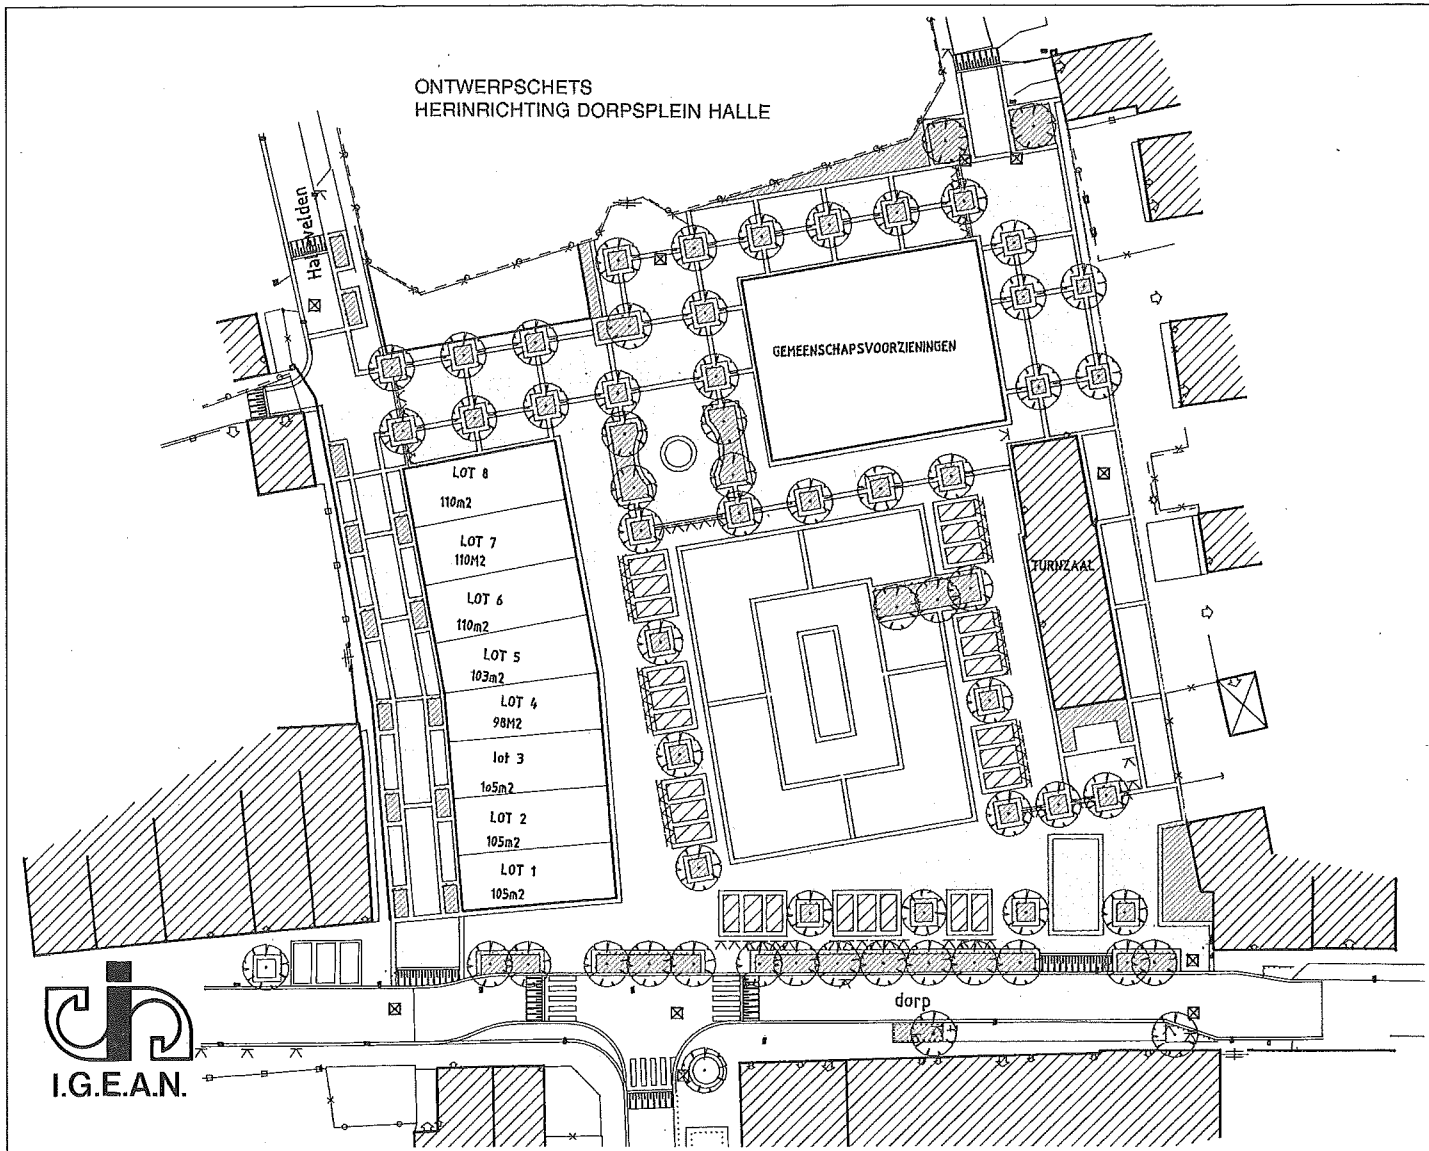 ONTWERPSCHETS
HERINRICHTING DORPSPLEIN HALLE
GEMEENSCHAPSVOORZIENINGEN
LOT 8
110m2
LOT 7
110M2
LOT 6
110m2
LOT 5
103m2
LOT 4
98M2
lot 3
105m2
LOT 2
105m2
LOT 1
105m2
TURNZAAL
dorp
I.G.E.A.N.